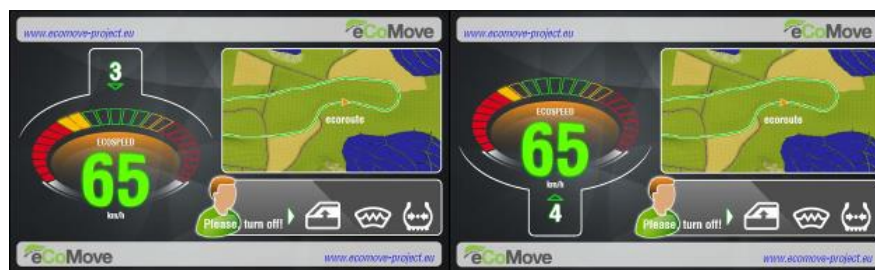 www.ecomove-project.eu
eCoMove
3
ECOSPEED
65
km/h
ecoroute
Please, turn off!
eCoMove
www.ecomove-project.eu
www.ecomove-project.eu
eCoMove
ECOSPEED
65
km/h
4
ecoroute
Please, turn off!
eCoMove
www.ecomove-project.eu